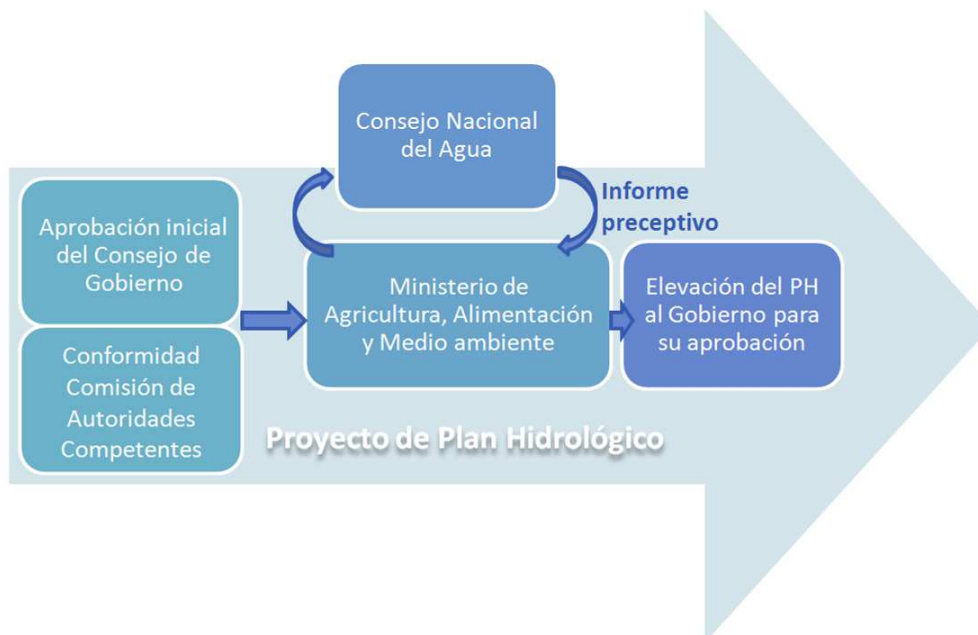 Consejo Nacional
del Agua
Informe
preceptivo
Aprobación inicial
del Consejo de
Gobierno
Conformidad
Comisión de
Autoridades
Competentes
Ministerio de
Agricultura, Alimentación
y Medio ambiente
Elevación del PH
al Gobierno para
su aprobación
Proyecto de Plan Hidrológico